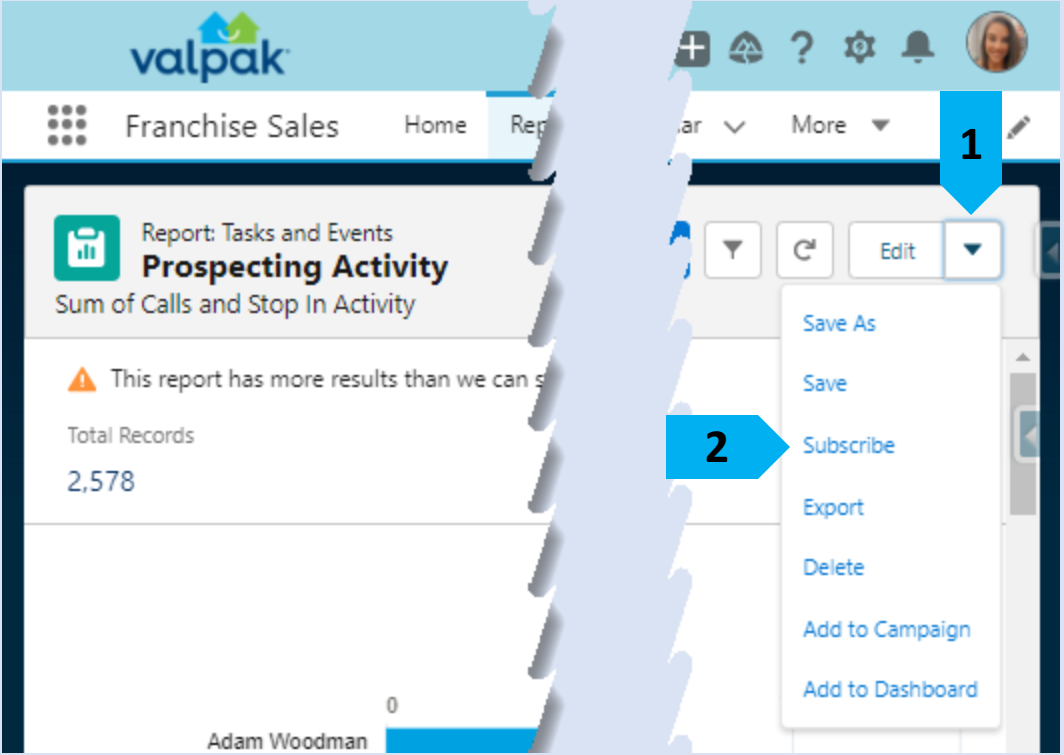 valpak
Franchise Sales
Home
More
1
Report: Tasks and Events
Prospecting Activity
Sum of Calls and Stop In Activity
Edit
Save As
Save
2
Subscribe
Export
Delete
Add to Campaign
Add to Dashboard
This report has more results than we can
Total Records
2,578
0
Adam Woodman